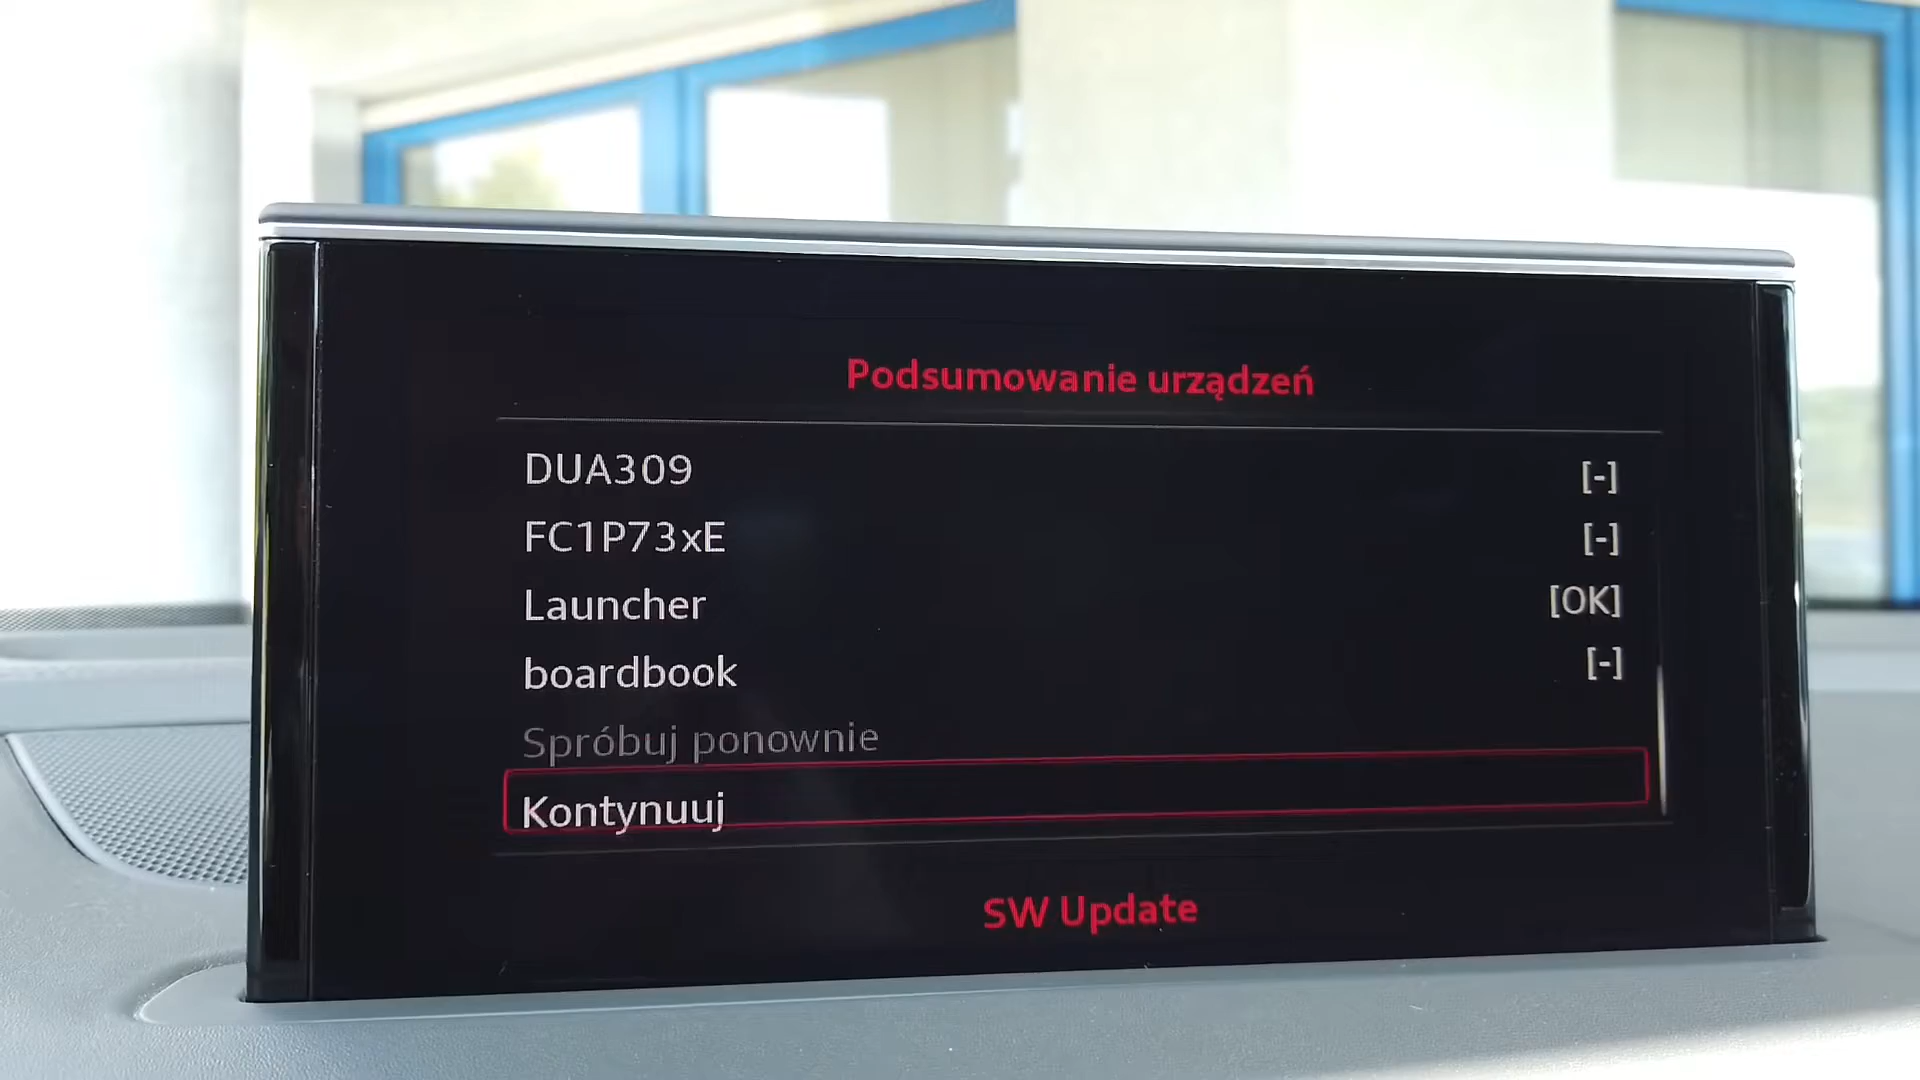 Podsumowanie urządzeń
DUA309 [-]
FC1P73xE [-]
Launcher [OK]
boardbook [-]
Spróbuj ponownie
Kontynuuj
SW Update